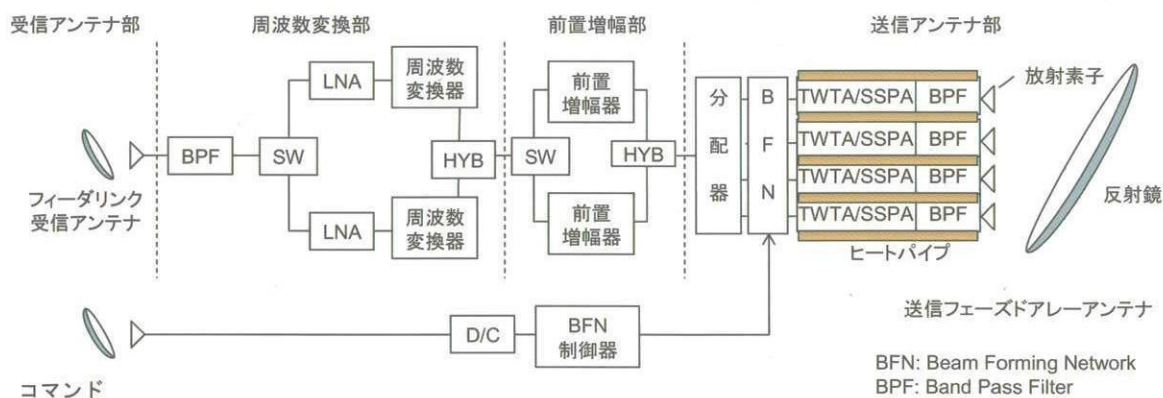 受信アンテナ部
周波数変換部
前置増幅部
送信アンテナ部
フィーダリンク
受信アンテナ
BPF
SW
LNA
周波数
変換器
LNA
周波数
変換器
HYB
SW
前置
増幅器
前置
増幅器
HYB
分
配
器
B
F
N
TWTA/SSPA BPF
TWTA/SSPA BPF
TWTA/SSPA BPF
TWTA/SSPA BPF
ヒートパイプ
放射素子
反射鏡
送信フェーズドアレーアンテナ
コマンド
D/C
BFN
制御器
BFN: Beam Forming Network
BPF: Band Pass Filter